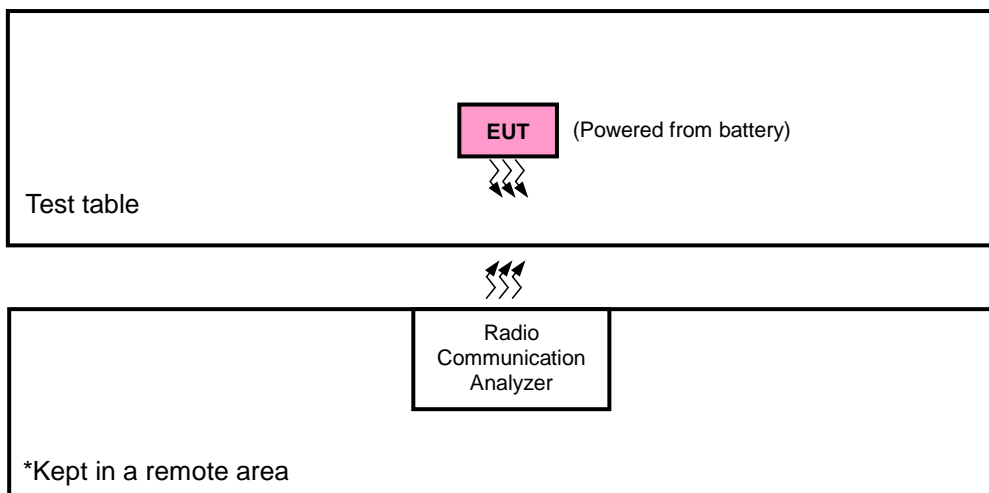 EUT
(Powered from battery)
Test table
Radio
Communication
Analyzer
*Kept in a remote area